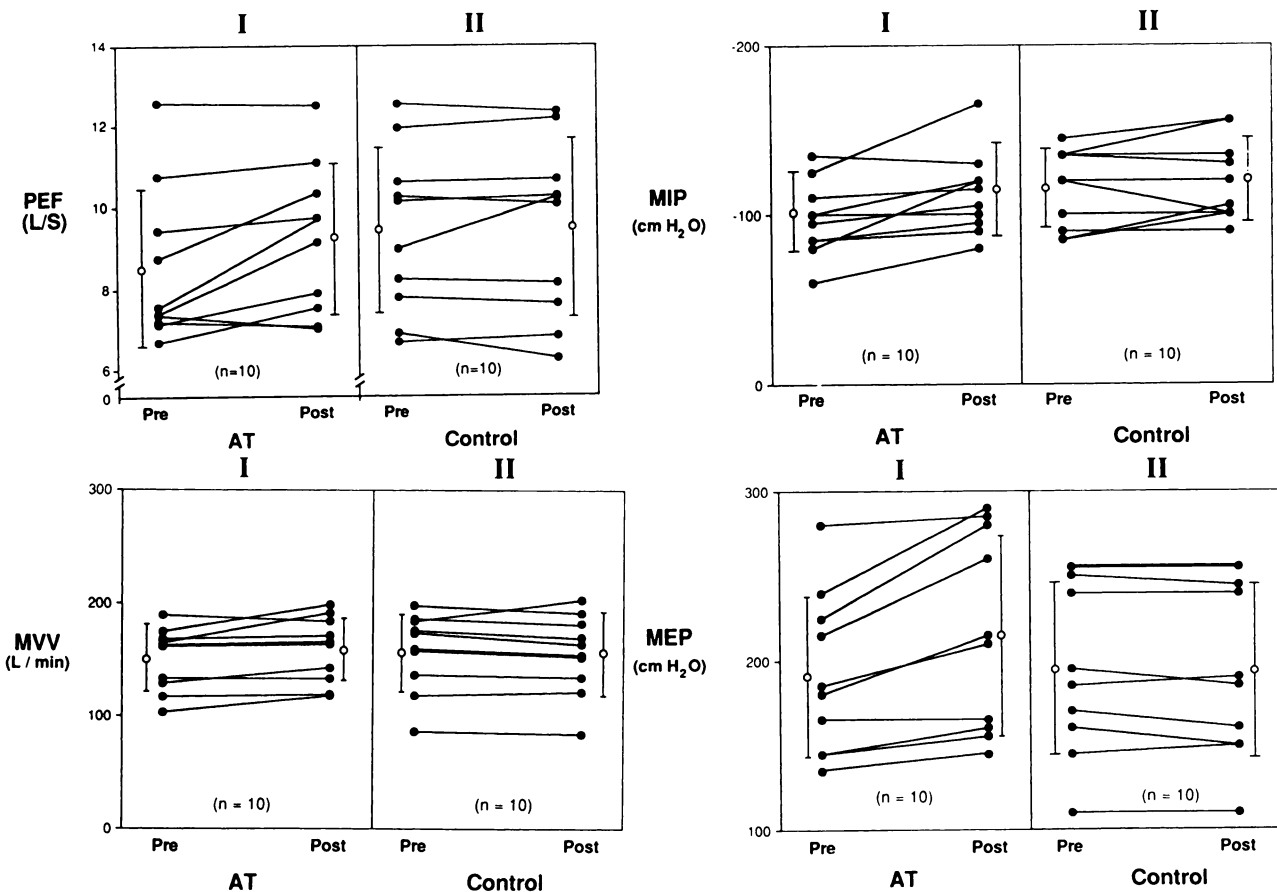 I II
14
12
10
8
6
0
PEF
(L/S)
(n=10) (n=10)
Pre Post Pre Post
AT Control
I II
-200
-100
0
MIP
(cm H₂O)
(n = 10) (n = 10)
Pre Post Pre Post
AT Control
I II
300
200
100
0
MVV
(L / min)
(n = 10) (n = 10)
Pre Post Pre Post
AT Control
I II
300
200
100
MEP
(cm H₂O)
(n = 10) (n = 10)
Pre Post Pre Post
AT Control